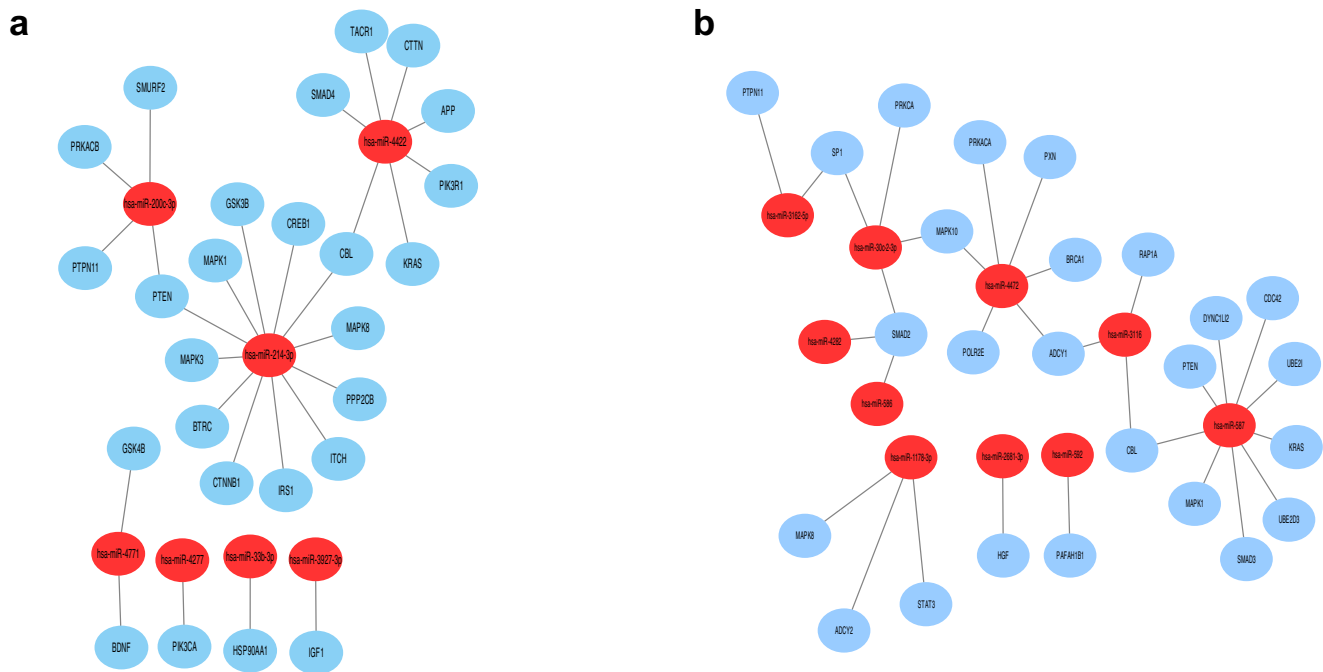 a
TACR1
CTTN
SMURF2
SMAD4
APP
hsa-miR-4422
PRKACB
PIK3R1
hsa-miR-200c-3p
GSK3B
CREB1
CBL
KRAS
MAPK1
PTPN11
PTEN
MAPK8
MAPK3
hsa-miR-214-3p
PPP2CB
BTRC
ITCH
GSK4B
CTNNB1
IRS1
hsa-miR-4771
hsa-miR-4277
hsa-miR-33b-3p
hsa-miR-3927-3p
BDNF
PIK3CA
HSP90AA1
IGF1
b
PTPN11
PRKCA
SP1
PRKACA
PXN
hsa-miR-3162-5p
hsa-miR-30c-2-3p
MAPK10
BRCA1
RAP1A
hsa-miR-4472
CDC42
DYNC1LI2
hsa-miR-4282
SMAD2
POLR2E
ADCY1
hsa-miR-3116
PTEN
UBE2I
hsa-miR-586
hsa-miR-587
hsa-miR-1178-3p
hsa-miR-2681-3p
hsa-miR-592
CBL
KRAS
MAPK1
UBE2D3
MAPK8
HGF
PAFAH1B1
SMAD3
STAT3
ADCY2